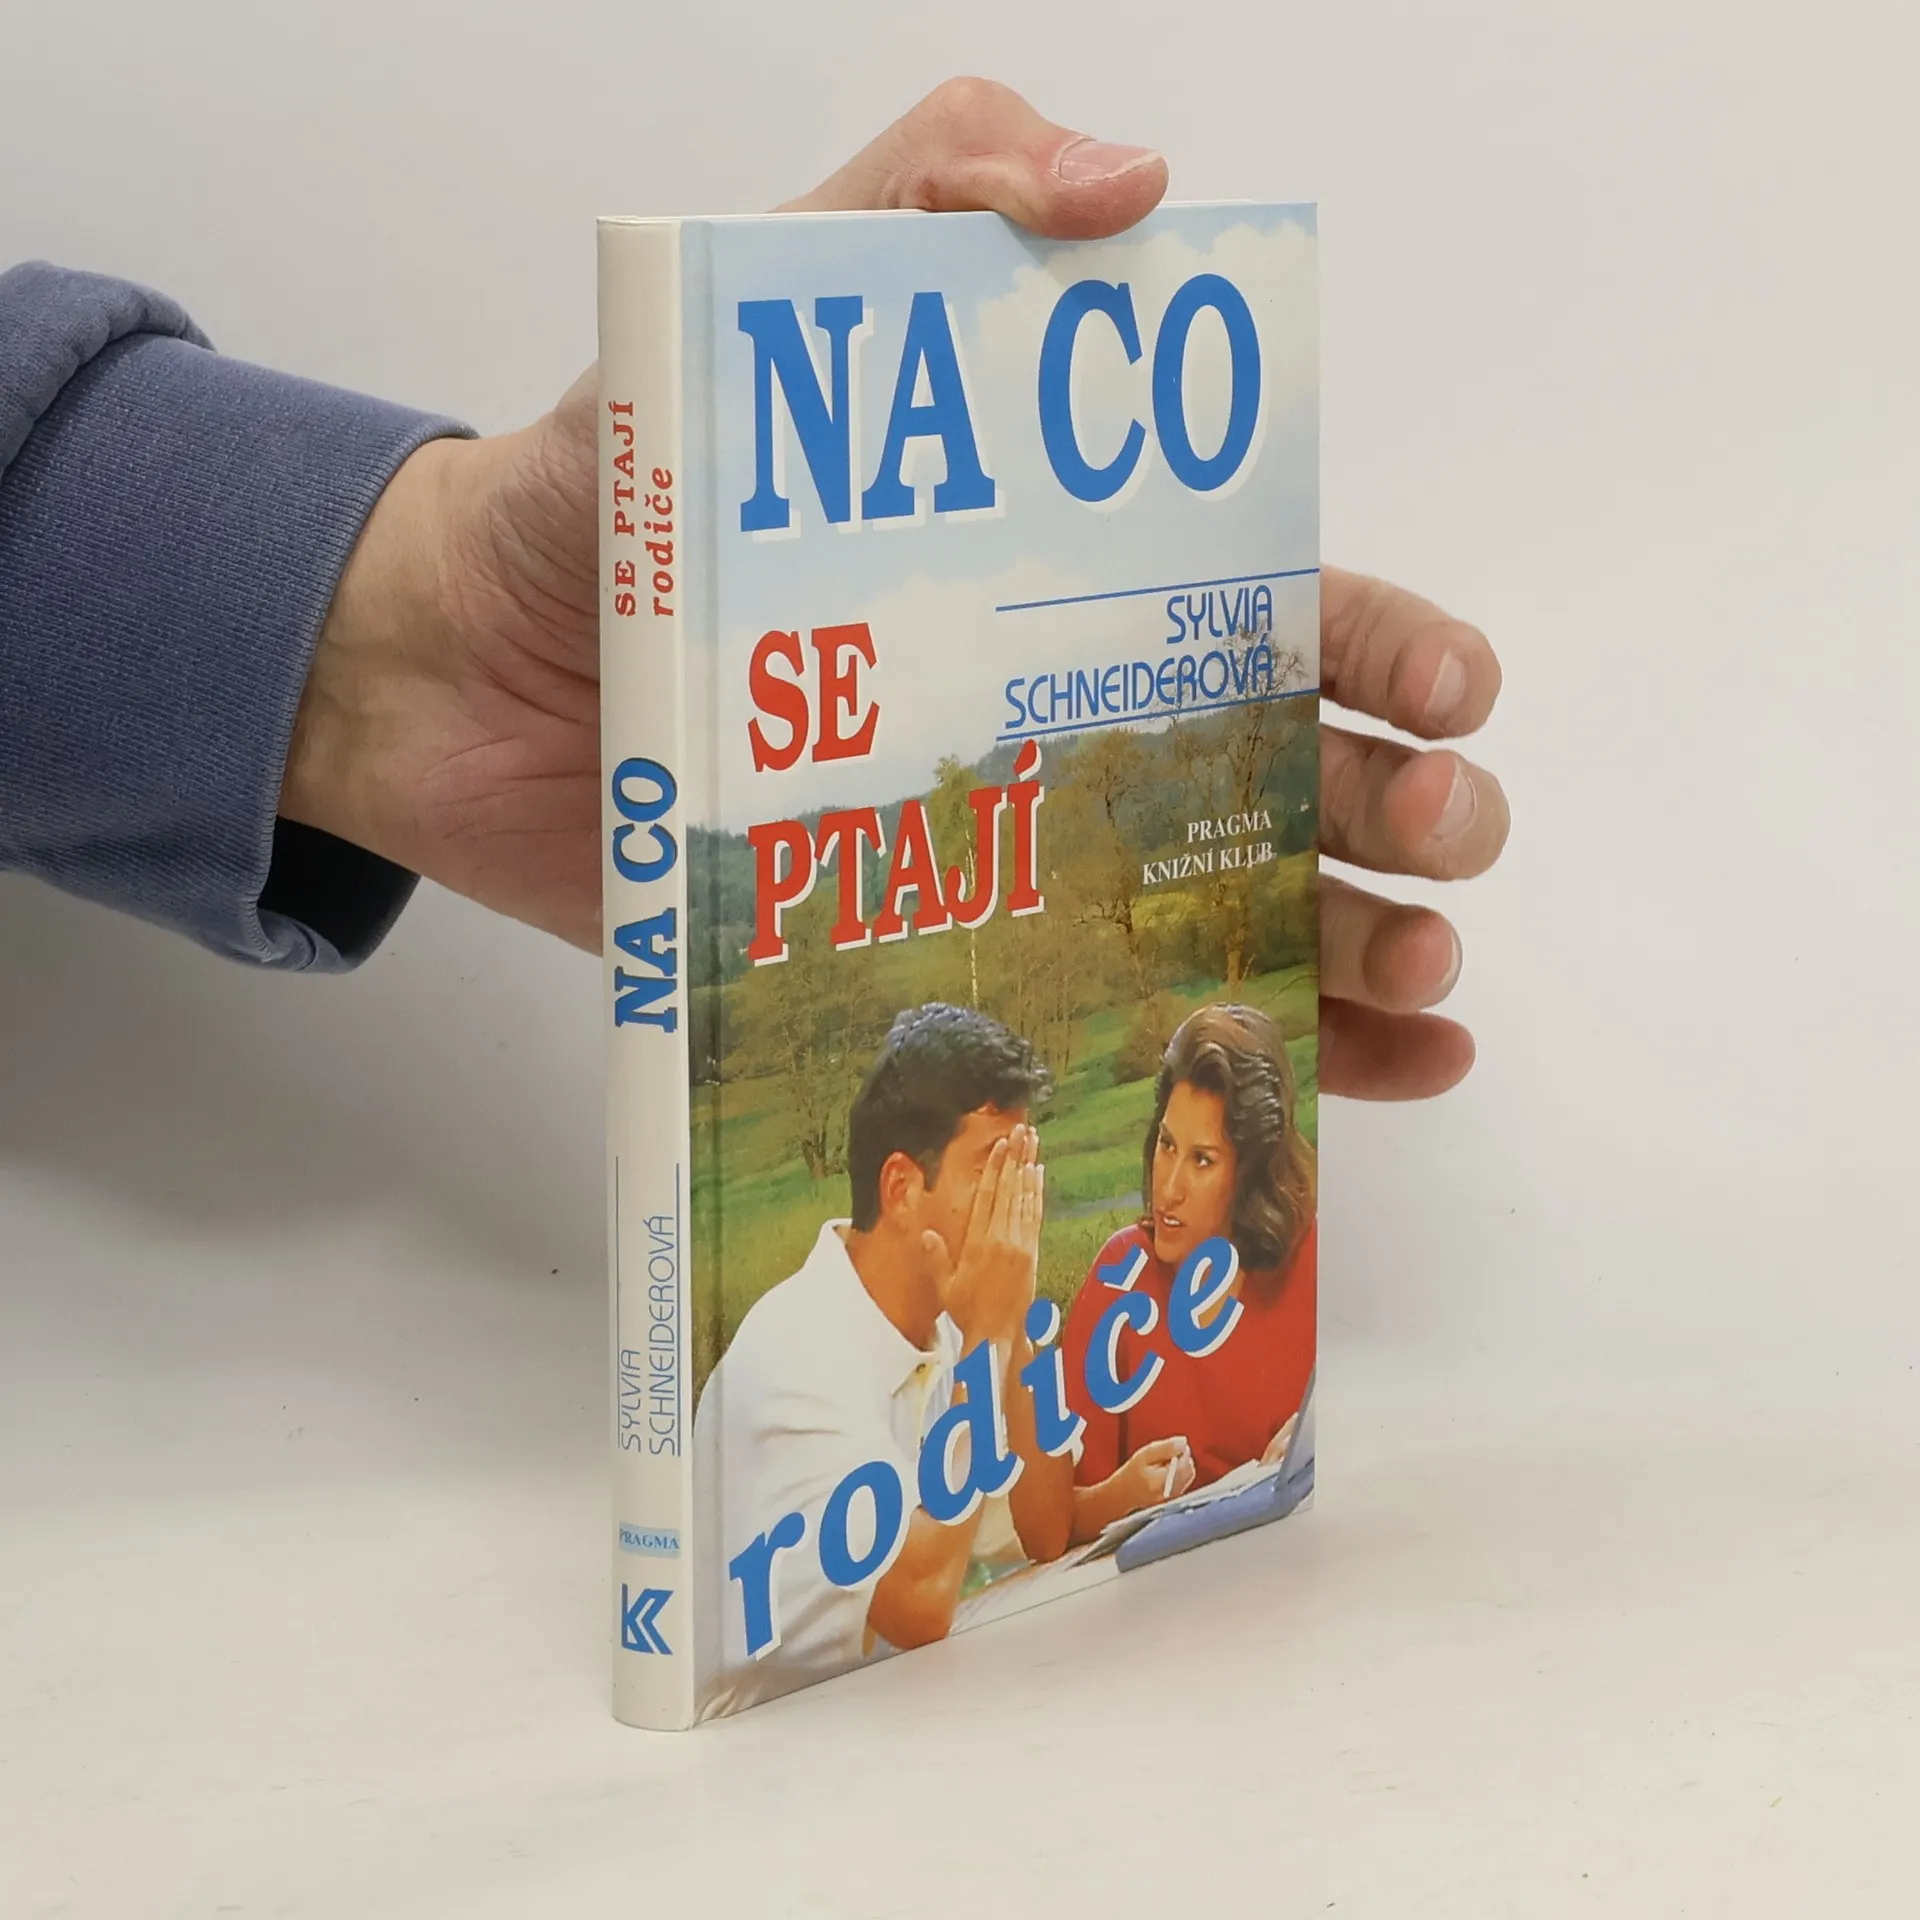 SE PTAJÍ
rodiče
NA CO
SYLVIA
SCHNEIDEROVÁ
PRAGMA
NA CO
SYLVIA
SCHNEIDEROVÁ
SE
PTAJÍ
PRAGMA
KNIŽNÍ KLUB
rodiče